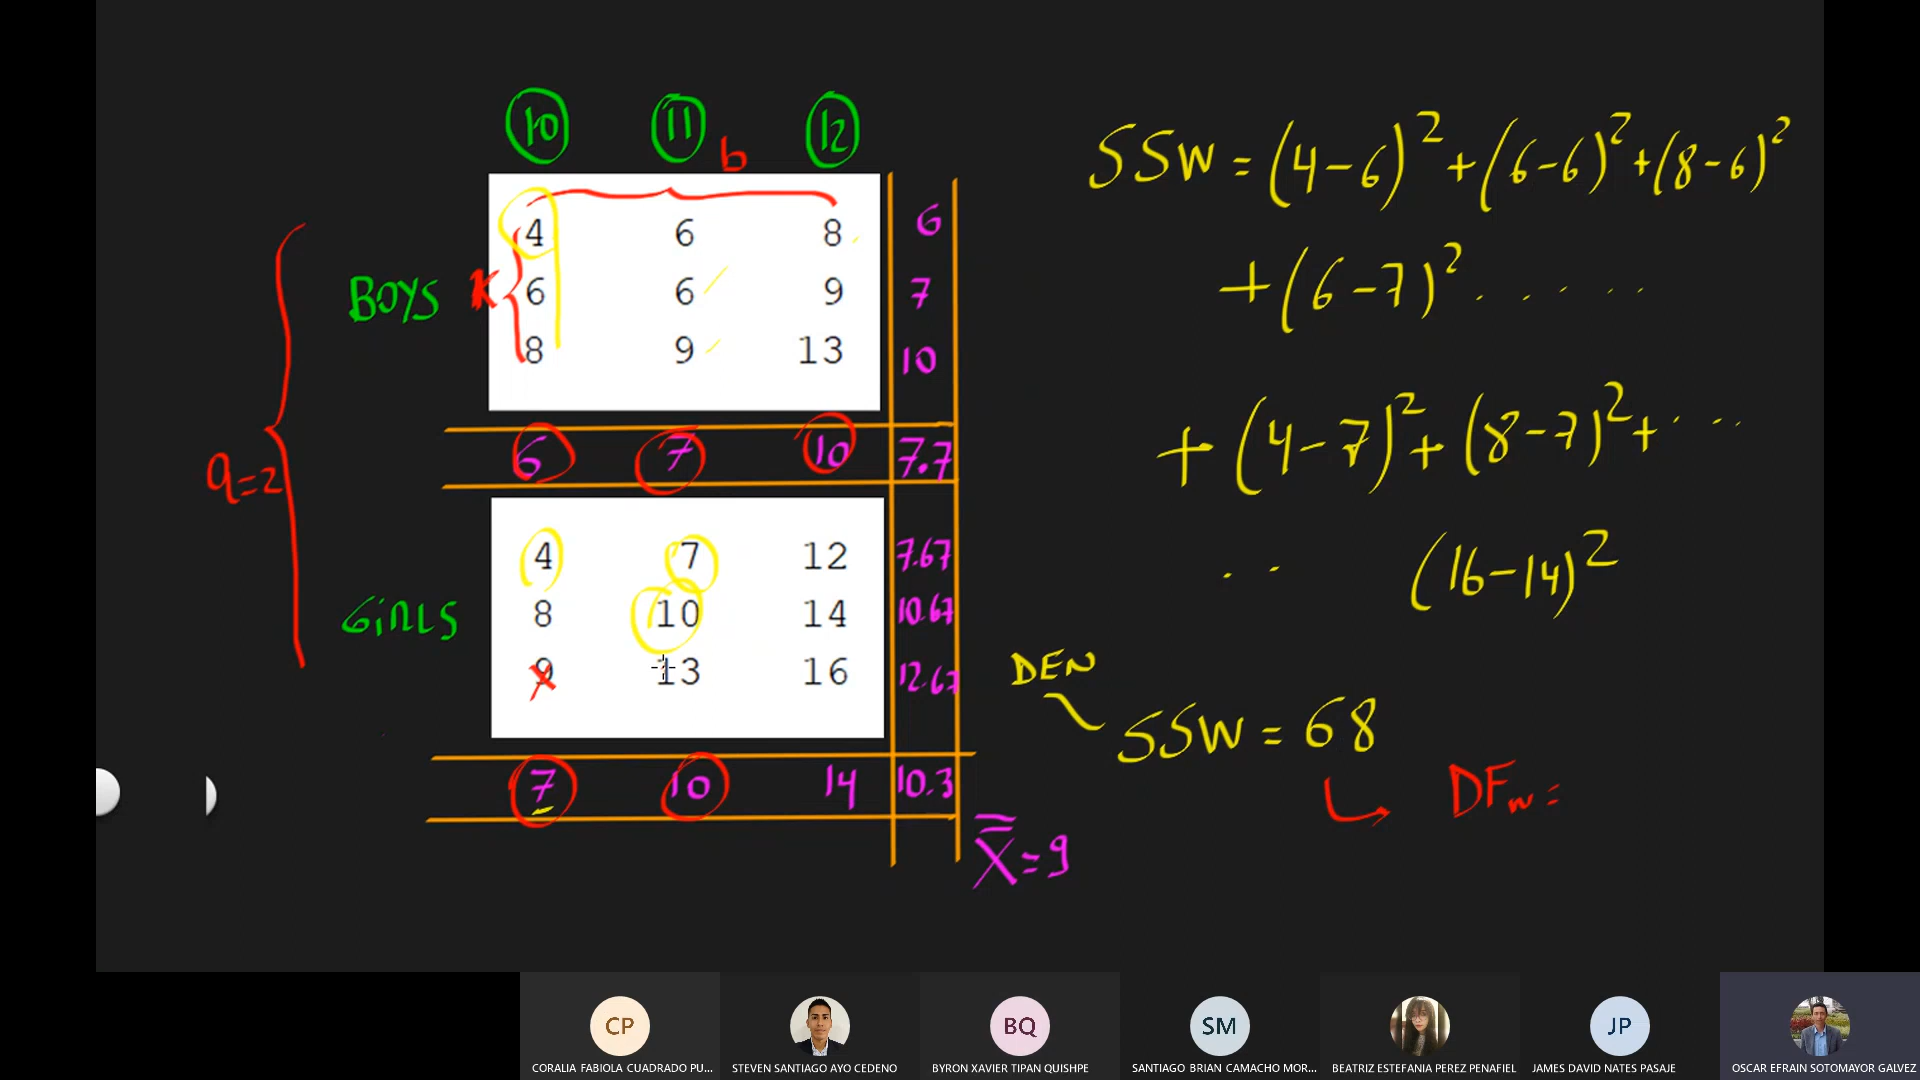 10 11 12
b
4 6 8 6
BOYS K 6 6 9 7
8 9 13 10
6 7 10 7.7
a=2
4 7 12 7.67
GiRLS 8 10 14 10.67
9 13 16 12.67
7 10 14 10.3
X=9
SSW = (4-6)² + (6-6)² + (8-6)²
+ (6-7)² . . . . .
+ (4-7)² + (8-7)² + . . .
. . (16-14)²
DEN
SSW = 68
DFw =
CP BQ SM JP
CORALIA FABIOLA CUADRADO PU... STEVEN SANTIAGO AYO CEDENO BYRON XAVIER TIPAN QUISHPE SANTIAGO BRIAN CAMACHO MOR... BEATRIZ ESTEFANIA PEREZ PENAFIEL JAMES DAVID NATES PASAJE OSCAR EFRAIN SOTOMAYOR GALVEZ